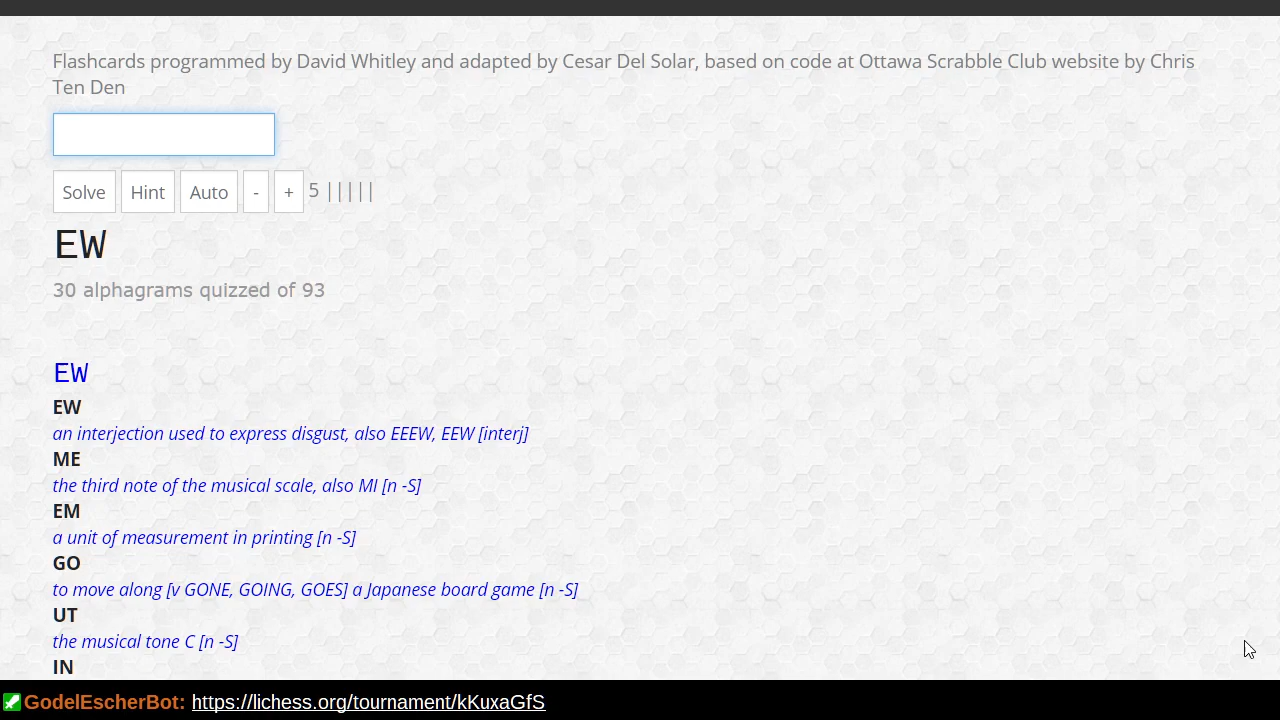 Flashcards programmed by David Whitley and adapted by Cesar Del Solar, based on code at Ottawa Scrabble Club website by Chris
Ten Den
Solve Hint Auto - + 5 |||||
EW
30 alphagrams quizzed of 93
EW
EW
an interjection used to express disgust, also EEEW, EEW [interj]
ME
the third note of the musical scale, also MI [n -S]
EM
a unit of measurement in printing [n -S]
GO
to move along [v GONE, GOING, GOES] a Japanese board game [n -S]
UT
the musical tone C [n -S]
IN
GodelEscherBot: https://lichess.org/tournament/kKuxaGfS